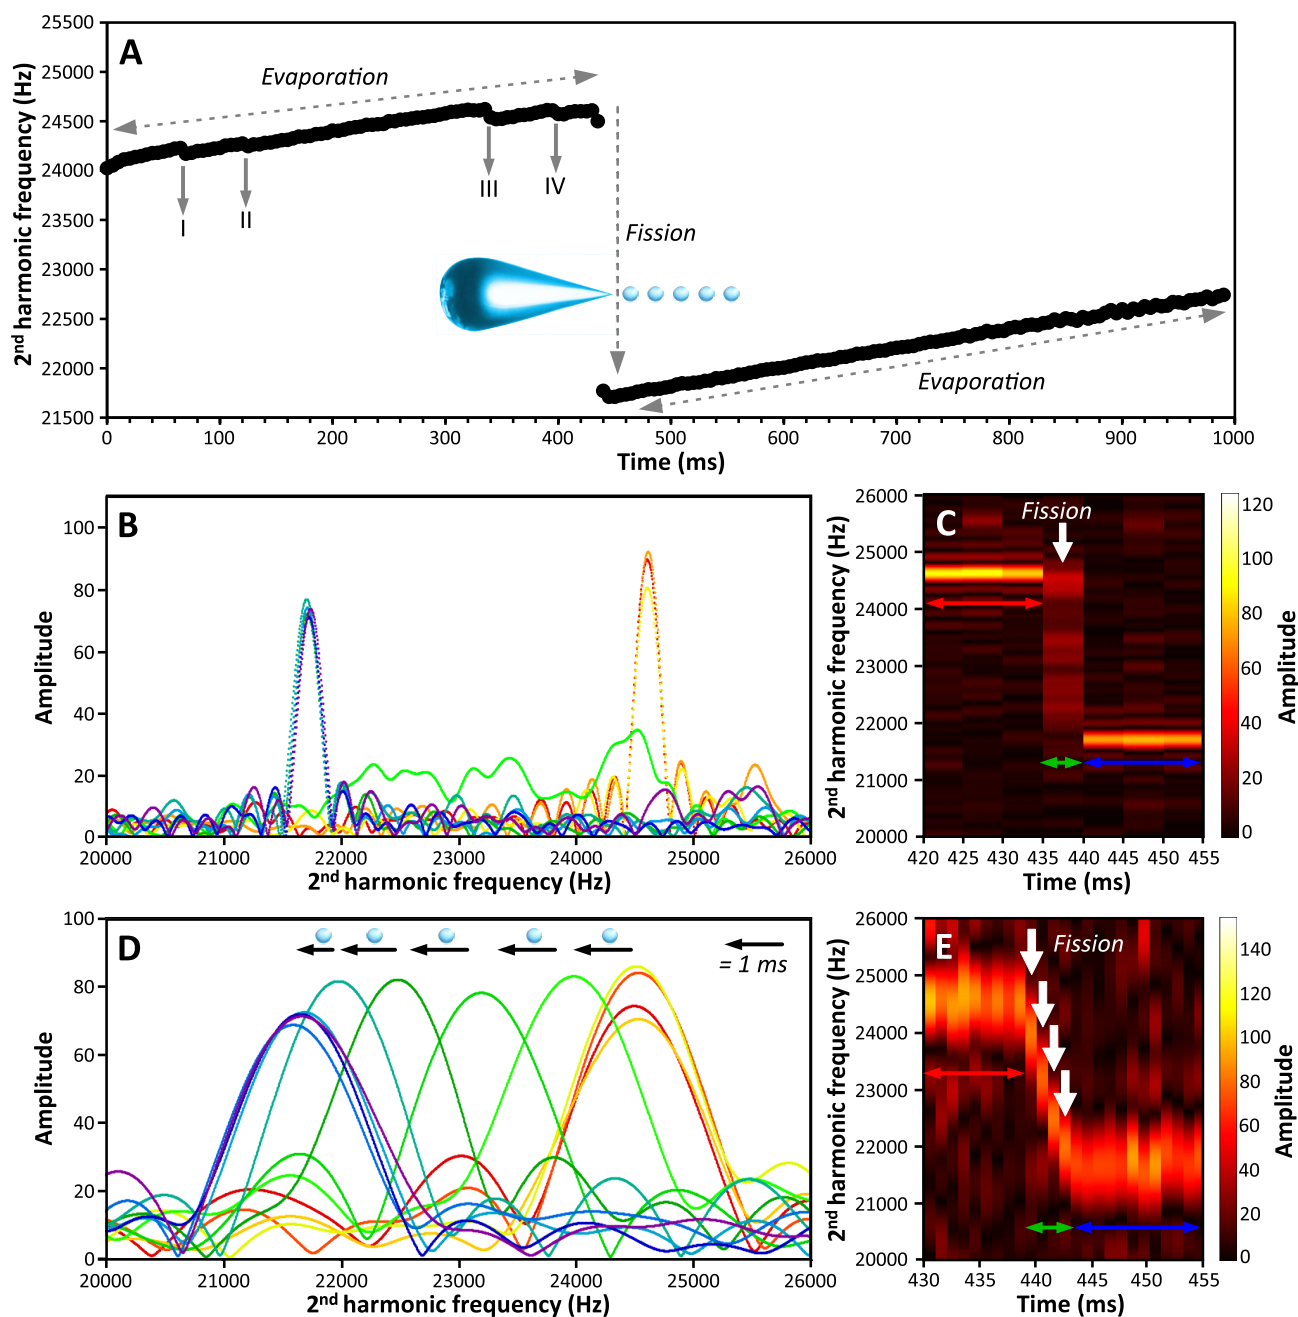 A
25500
25000
24500
24000
23500
23000
22500
22000
21500
2nd harmonic frequency (Hz)
Evaporation
I
II
III
IV
Fission
Evaporation
0 100 200 300 400 500 600 700 800 900 1000
Time (ms)
B
100
80
60
40
20
0
Amplitude
20000 21000 22000 23000 24000 25000 26000
2nd harmonic frequency (Hz)
C
Fission
26000
25000
24000
23000
22000
21000
20000
2nd harmonic frequency (Hz)
420 425 430 435 440 445 450 455
Time (ms)
120
100
80
60
40
20
0
Amplitude
D
= 1 ms
100
80
60
40
20
0
Amplitude
20000 21000 22000 23000 24000 25000 26000
2nd harmonic frequency (Hz)
E
Fission
26000
25000
24000
23000
22000
21000
20000
2nd harmonic frequency (Hz)
430 435 440 445 450 455
Time (ms)
140
120
100
80
60
40
20
0
Amplitude